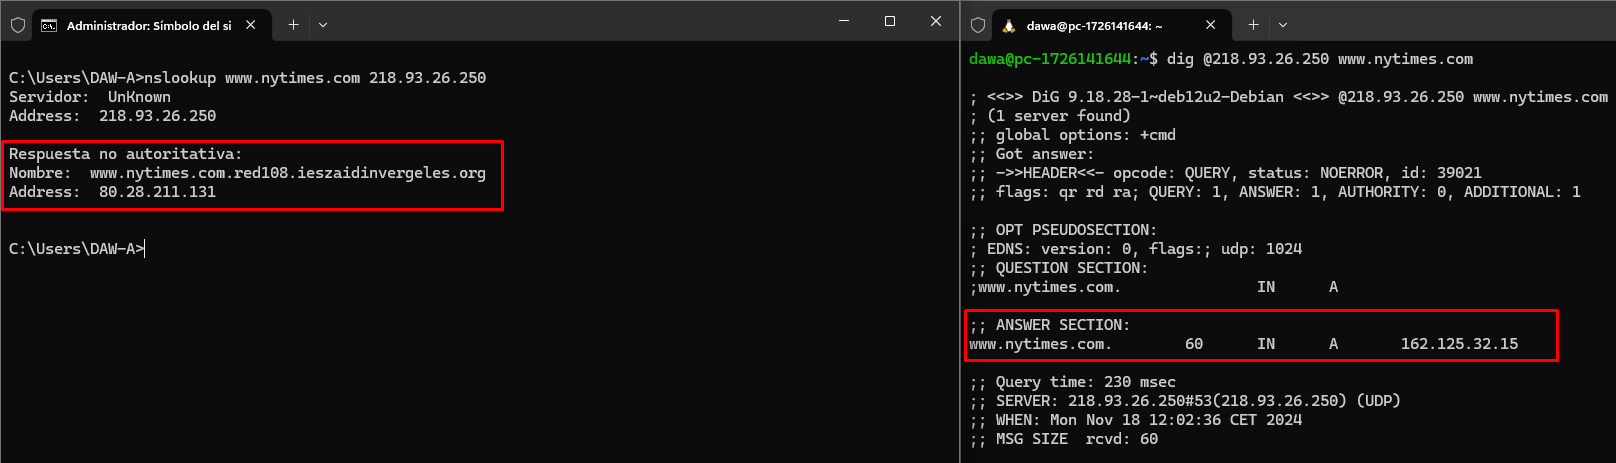 Administrador: Símbolo del si
C:\Users\DAW-A>nslookup www.nytimes.com 218.93.26.250
Servidor:  UnKnown
Address:  218.93.26.250
Respuesta no autoritativa:
Nombre:  www.nytimes.com.red108.ieszaidinvergeles.org
Address:  80.28.211.131
C:\Users\DAW-A>
dawa@pc-1726141644: ~
dawa@pc-1726141644:~$ dig @218.93.26.250 www.nytimes.com
; <<>> DiG 9.18.28-1~deb12u2-Debian <<>> @218.93.26.250 www.nytimes.com
; (1 server found)
;; global options: +cmd
;; Got answer:
;; ->>HEADER<<- opcode: QUERY, status: NOERROR, id: 39021
;; flags: qr rd ra; QUERY: 1, ANSWER: 1, AUTHORITY: 0, ADDITIONAL: 1
;; OPT PSEUDOSECTION:
; EDNS: version: 0, flags:; udp: 1024
;; QUESTION SECTION:
;www.nytimes.com.		IN	A
;; ANSWER SECTION:
www.nytimes.com.	60	IN	A	162.125.32.15
;; Query time: 230 msec
;; SERVER: 218.93.26.250#53(218.93.26.250) (UDP)
;; WHEN: Mon Nov 18 12:02:36 CET 2024
;; MSG SIZE  rcvd: 60